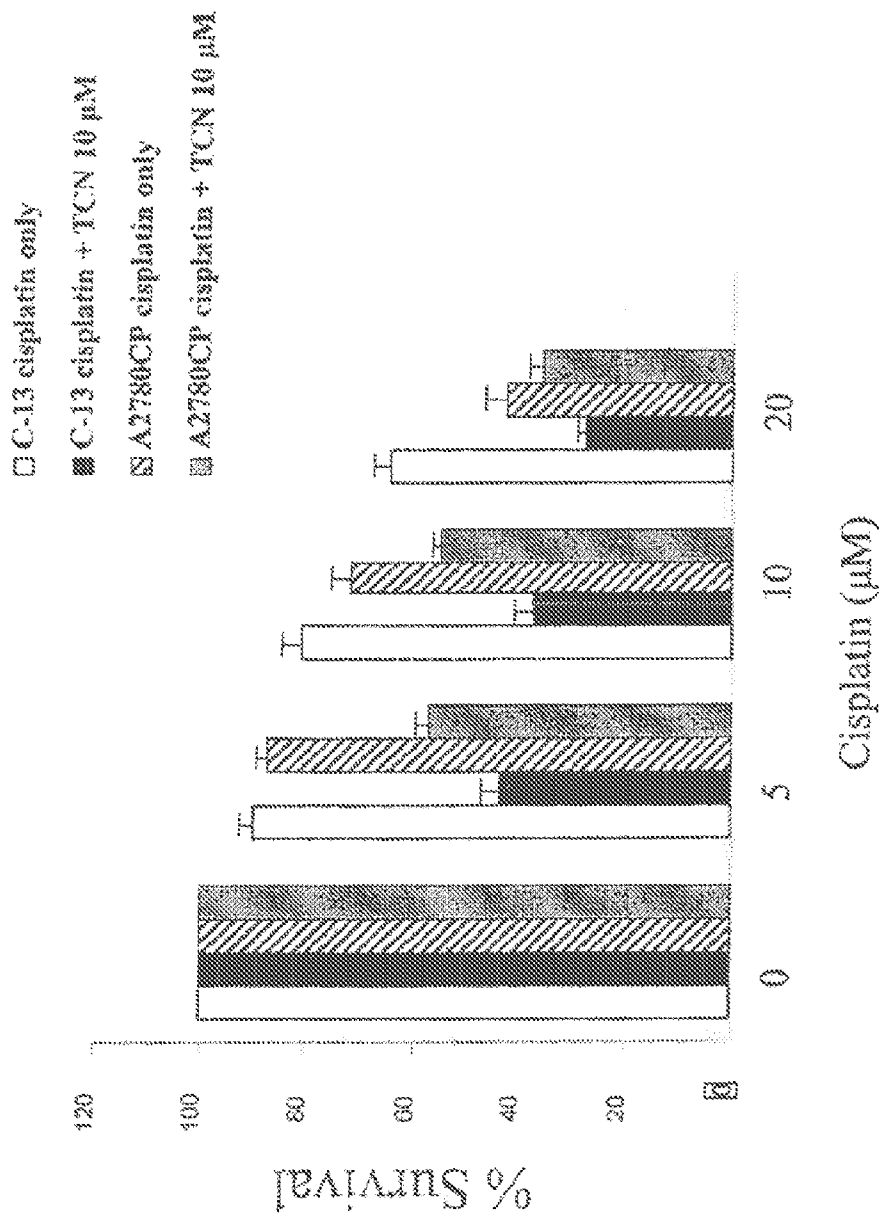 C-13 cisplatin only
C-13 cisplatin + TCN 10 µM
A2780CP cisplatin only
A2780CP cisplatin + TCN 10 µM
% Survival
120
100
80
60
40
20
0
0
5
10
20
Cisplatin (µM)